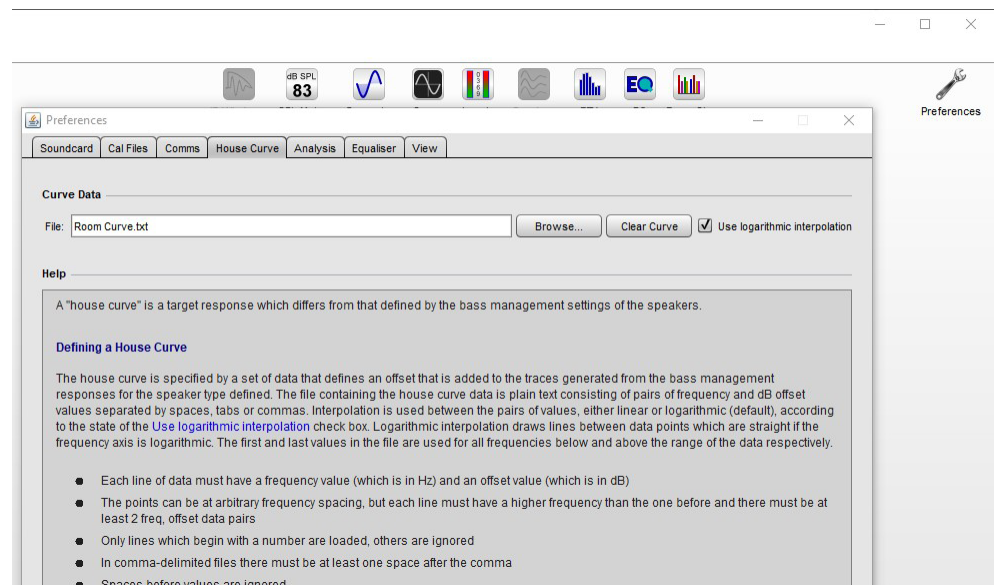 dB SPL
83
0 3 6 9
EQ
Preferences
Preferences
Soundcard Cal Files Comms House Curve Analysis Equaliser View
Curve Data
File: Room Curve.txt Browse... Clear Curve Use logarithmic interpolation
Help
A "house curve" is a target response which differs from that defined by the bass management settings of the speakers.
Defining a House Curve
The house curve is specified by a set of data that defines an offset that is added to the traces generated from the bass management
responses for the speaker type defined. The file containing the house curve data is plain text consisting of pairs of frequency and dB offset
values separated by spaces, tabs or commas. Interpolation is used between the pairs of values, either linear or logarithmic (default), according
to the state of the Use logarithmic interpolation check box. Logarithmic interpolation draws lines between data points which are straight if the
frequency axis is logarithmic. The first and last values in the file are used for all frequencies below and above the range of the data respectively.
Each line of data must have a frequency value (which is in Hz) and an offset value (which is in dB)
The points can be at arbitrary frequency spacing, but each line must have a higher frequency than the one before and there must be at
least 2 freq, offset data pairs
Only lines which begin with a number are loaded, others are ignored
In comma-delimited files there must be at least one space after the comma
Spaces before values are ignored